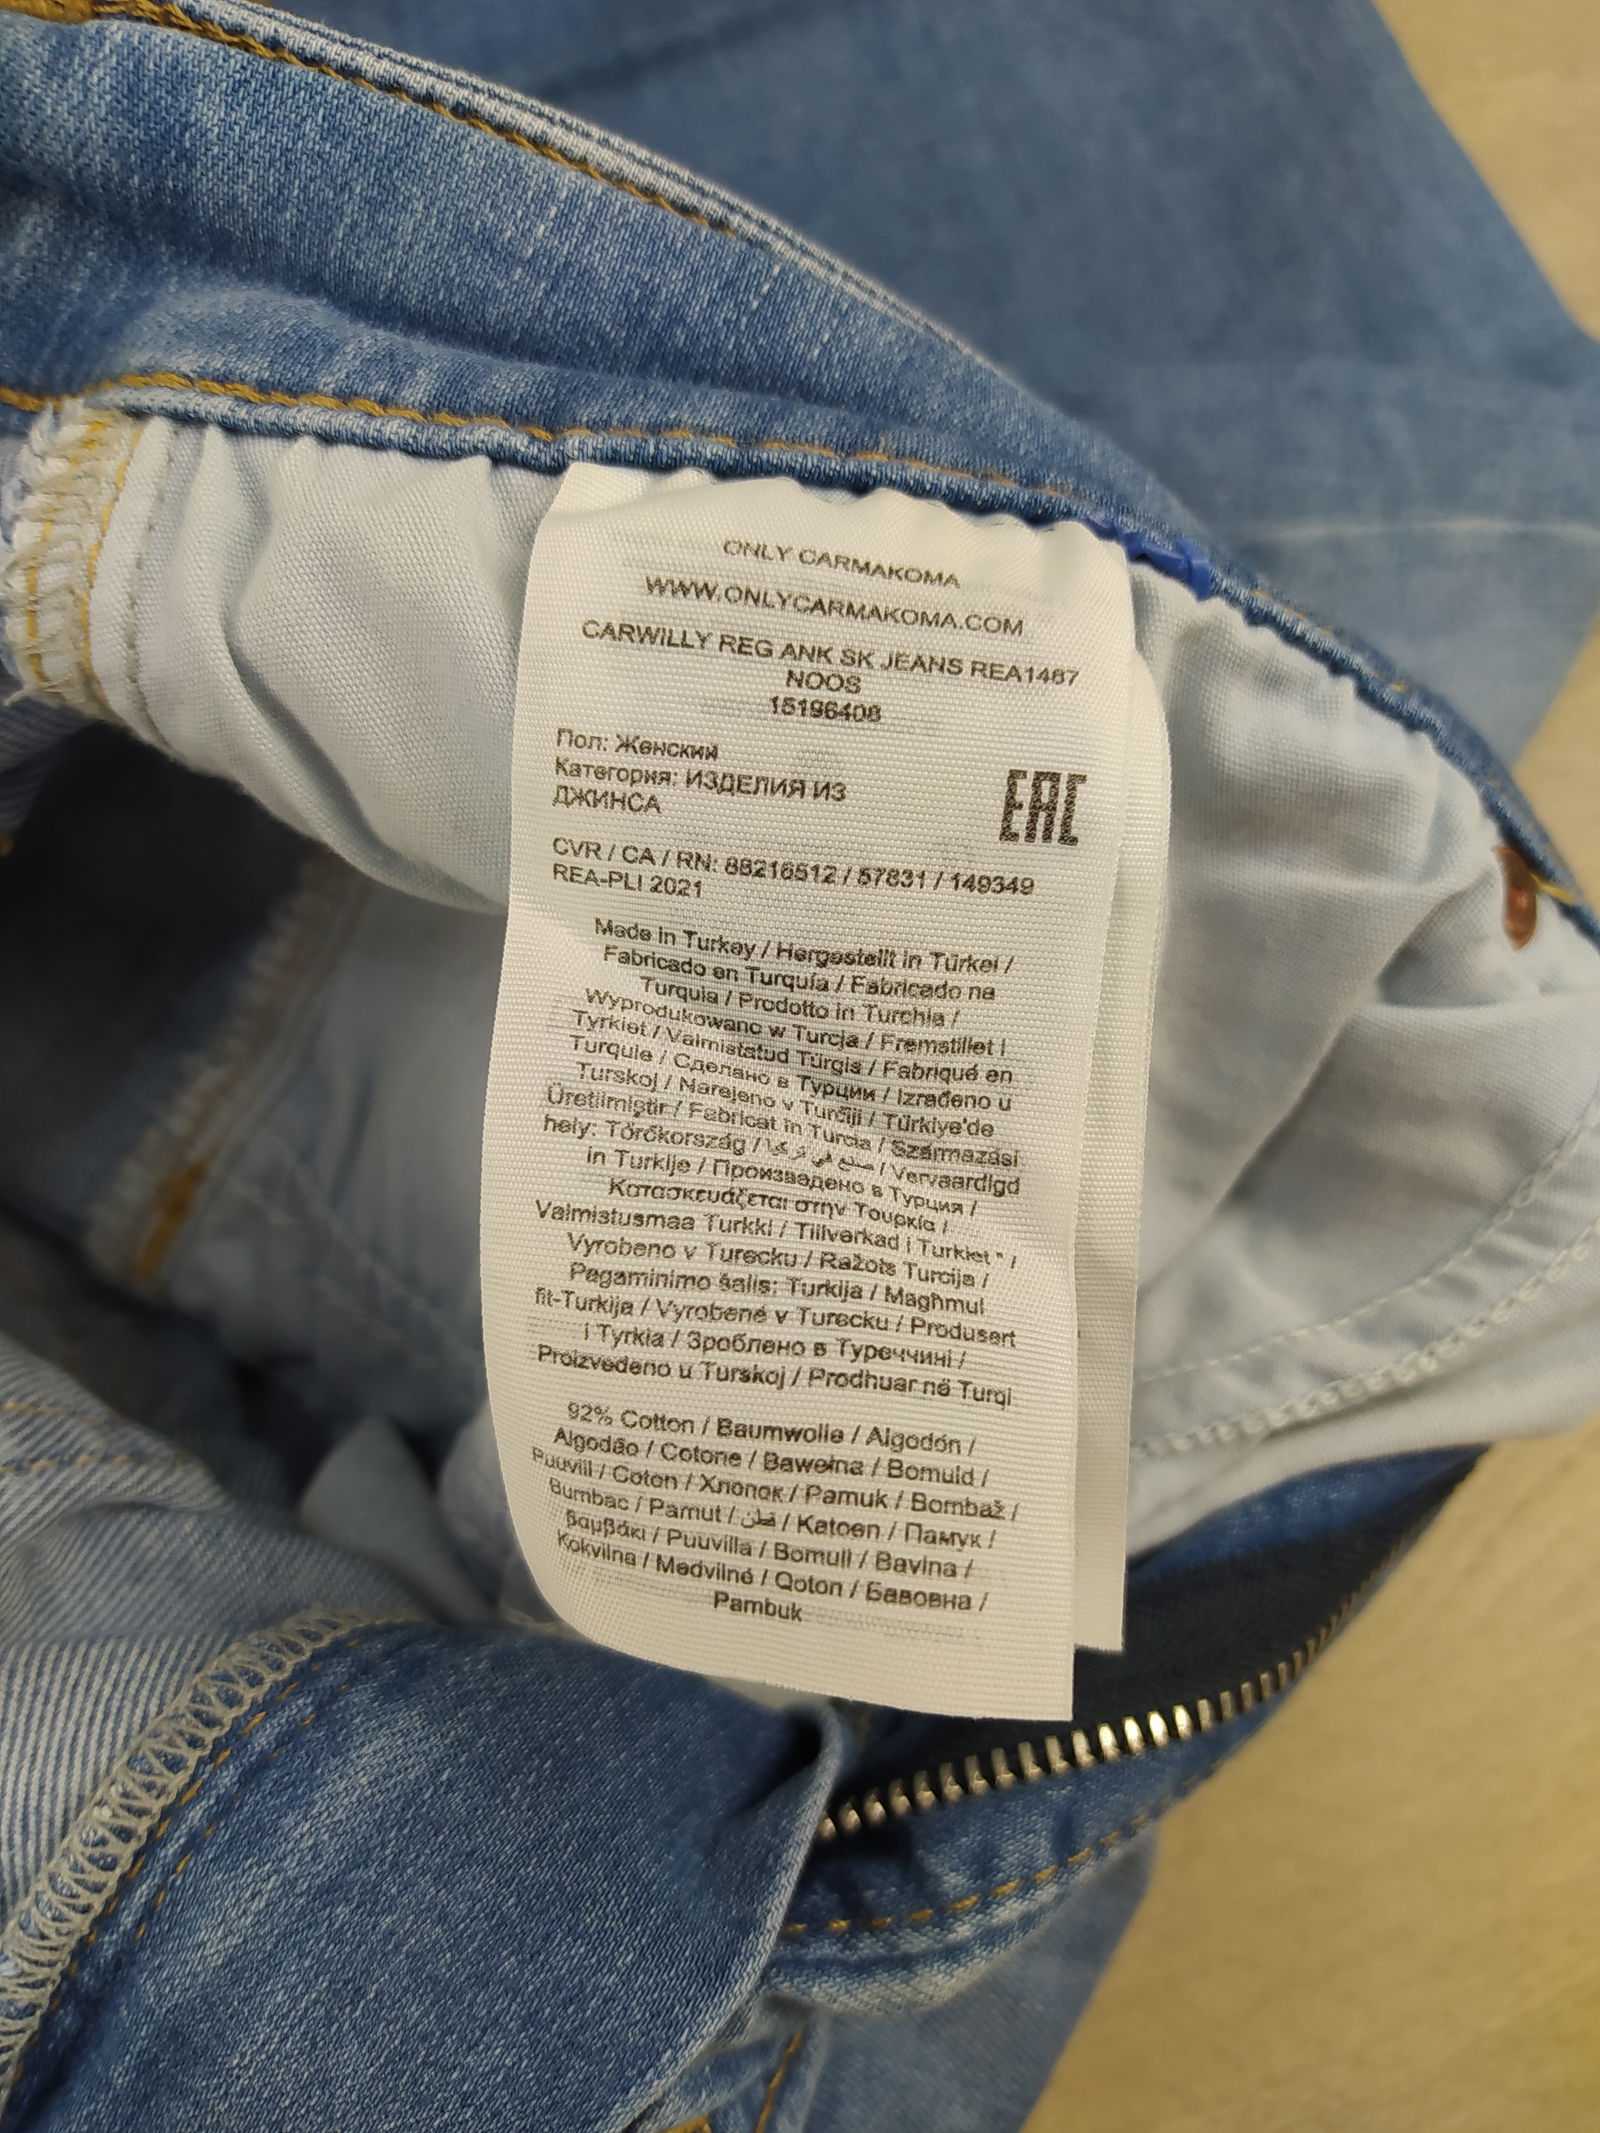 ONLY CARMAKOMA
WWW.ONLYCARMAKOMA.COM
CARWILLY REG ANK SK JEANS REA1467
NOOS
15196408
Пол: Женский
Категория: ИЗДЕЛИЯ ИЗ
ДЖИНСА
EAC
CVR / CA / RN: 88216512 / 57831 / 149349
REA-PLI 2021
Made in Turkey / Hergestellt in Türkei /
Fabricado en Turquía / Fabricado na
Turquia / Prodotto in Turchia /
Wyprodukowano w Turcja / Fremstillet i
Tyrkiet / Valmistatud Türgis / Fabriqué en
Turquie / Сделано в Турции / Izrađeno u
Turskoj / Narejeno v Turčiji / Türkiye'de
Üretilmiştir / Fabricat in Turcia / Származási
hely: Törökország / صنع في تركيا / Vervaardigd
in Turkije / Произведено в Турция /
Κατασκευάζεται στην Τουρκία /
Valmistusmaa Turkki / Tillverkad i Turkiet * /
Vyrobeno v Turecku / Ražots Turcija /
Pagaminimo šalis: Turkija / Magħmul
fit-Turkija / Vyrobené v Turecku / Produsert
i Tyrkia / Зроблено в Туреччині /
Proizvedeno u Turskoj / Prodhuar në Turqi
92% Cotton / Baumwolle / Algodón /
Algodão / Cotone / Bawełna / Bomuld /
Puuvill / Coton / Хлопок / Pamuk / Bombaž /
Bumbac / Pamut / قطن / Katoen / Памук /
Βαμβάκι / Puuvilla / Bomull / Bavlna /
Kokvilna / Medvilnė / Qoton / Бавовна /
Pambuk